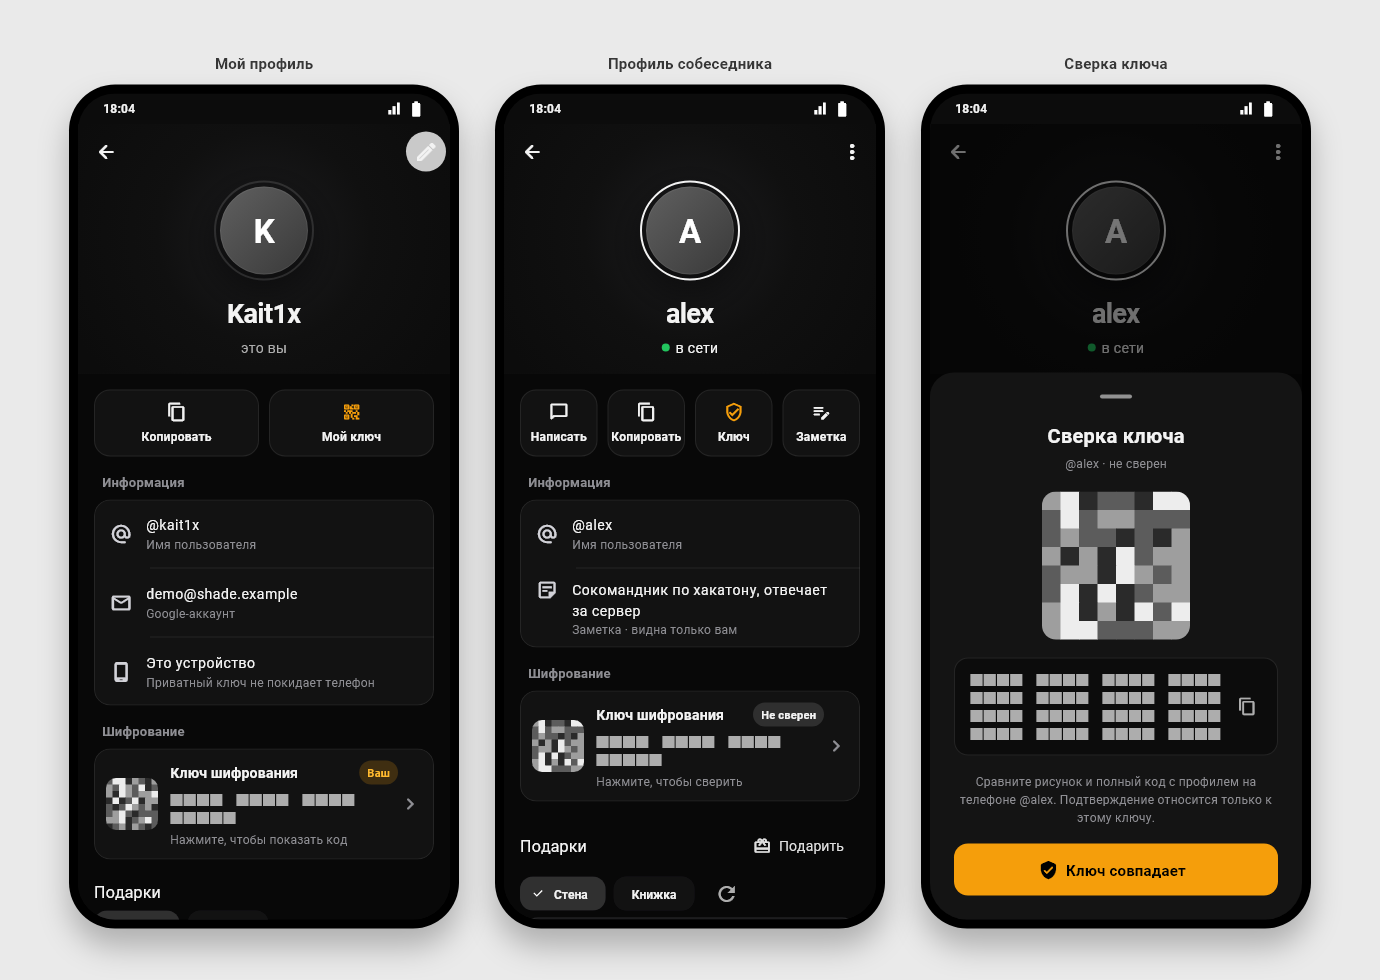 Мой профиль
18:04
K
Kait1x
это вы
Копировать
Мой ключ
Информация
@kait1x
Имя пользователя
demo@shade.example
Google-аккаунт
Это устройство
Приватный ключ не покидает телефон
Шифрование
Ключ шифрования
Ваш
Нажмите, чтобы показать код
Подарки
Профиль собеседника
18:04
A
alex
в сети
Написать
Копировать
Ключ
Заметка
Информация
@alex
Имя пользователя
Сокомандник по хакатону, отвечает
за сервер
Заметка · видна только вам
Шифрование
Ключ шифрования
Не сверен
Нажмите, чтобы сверить
Подарки
Подарить
Стена
Книжка
Сверка ключа
18:04
A
alex
в сети
Сверка ключа
@alex · не сверен
Сравните рисунок и полный код с профилем на
телефоне @alex. Подтверждение относится только к
этому ключу.
Ключ совпадает